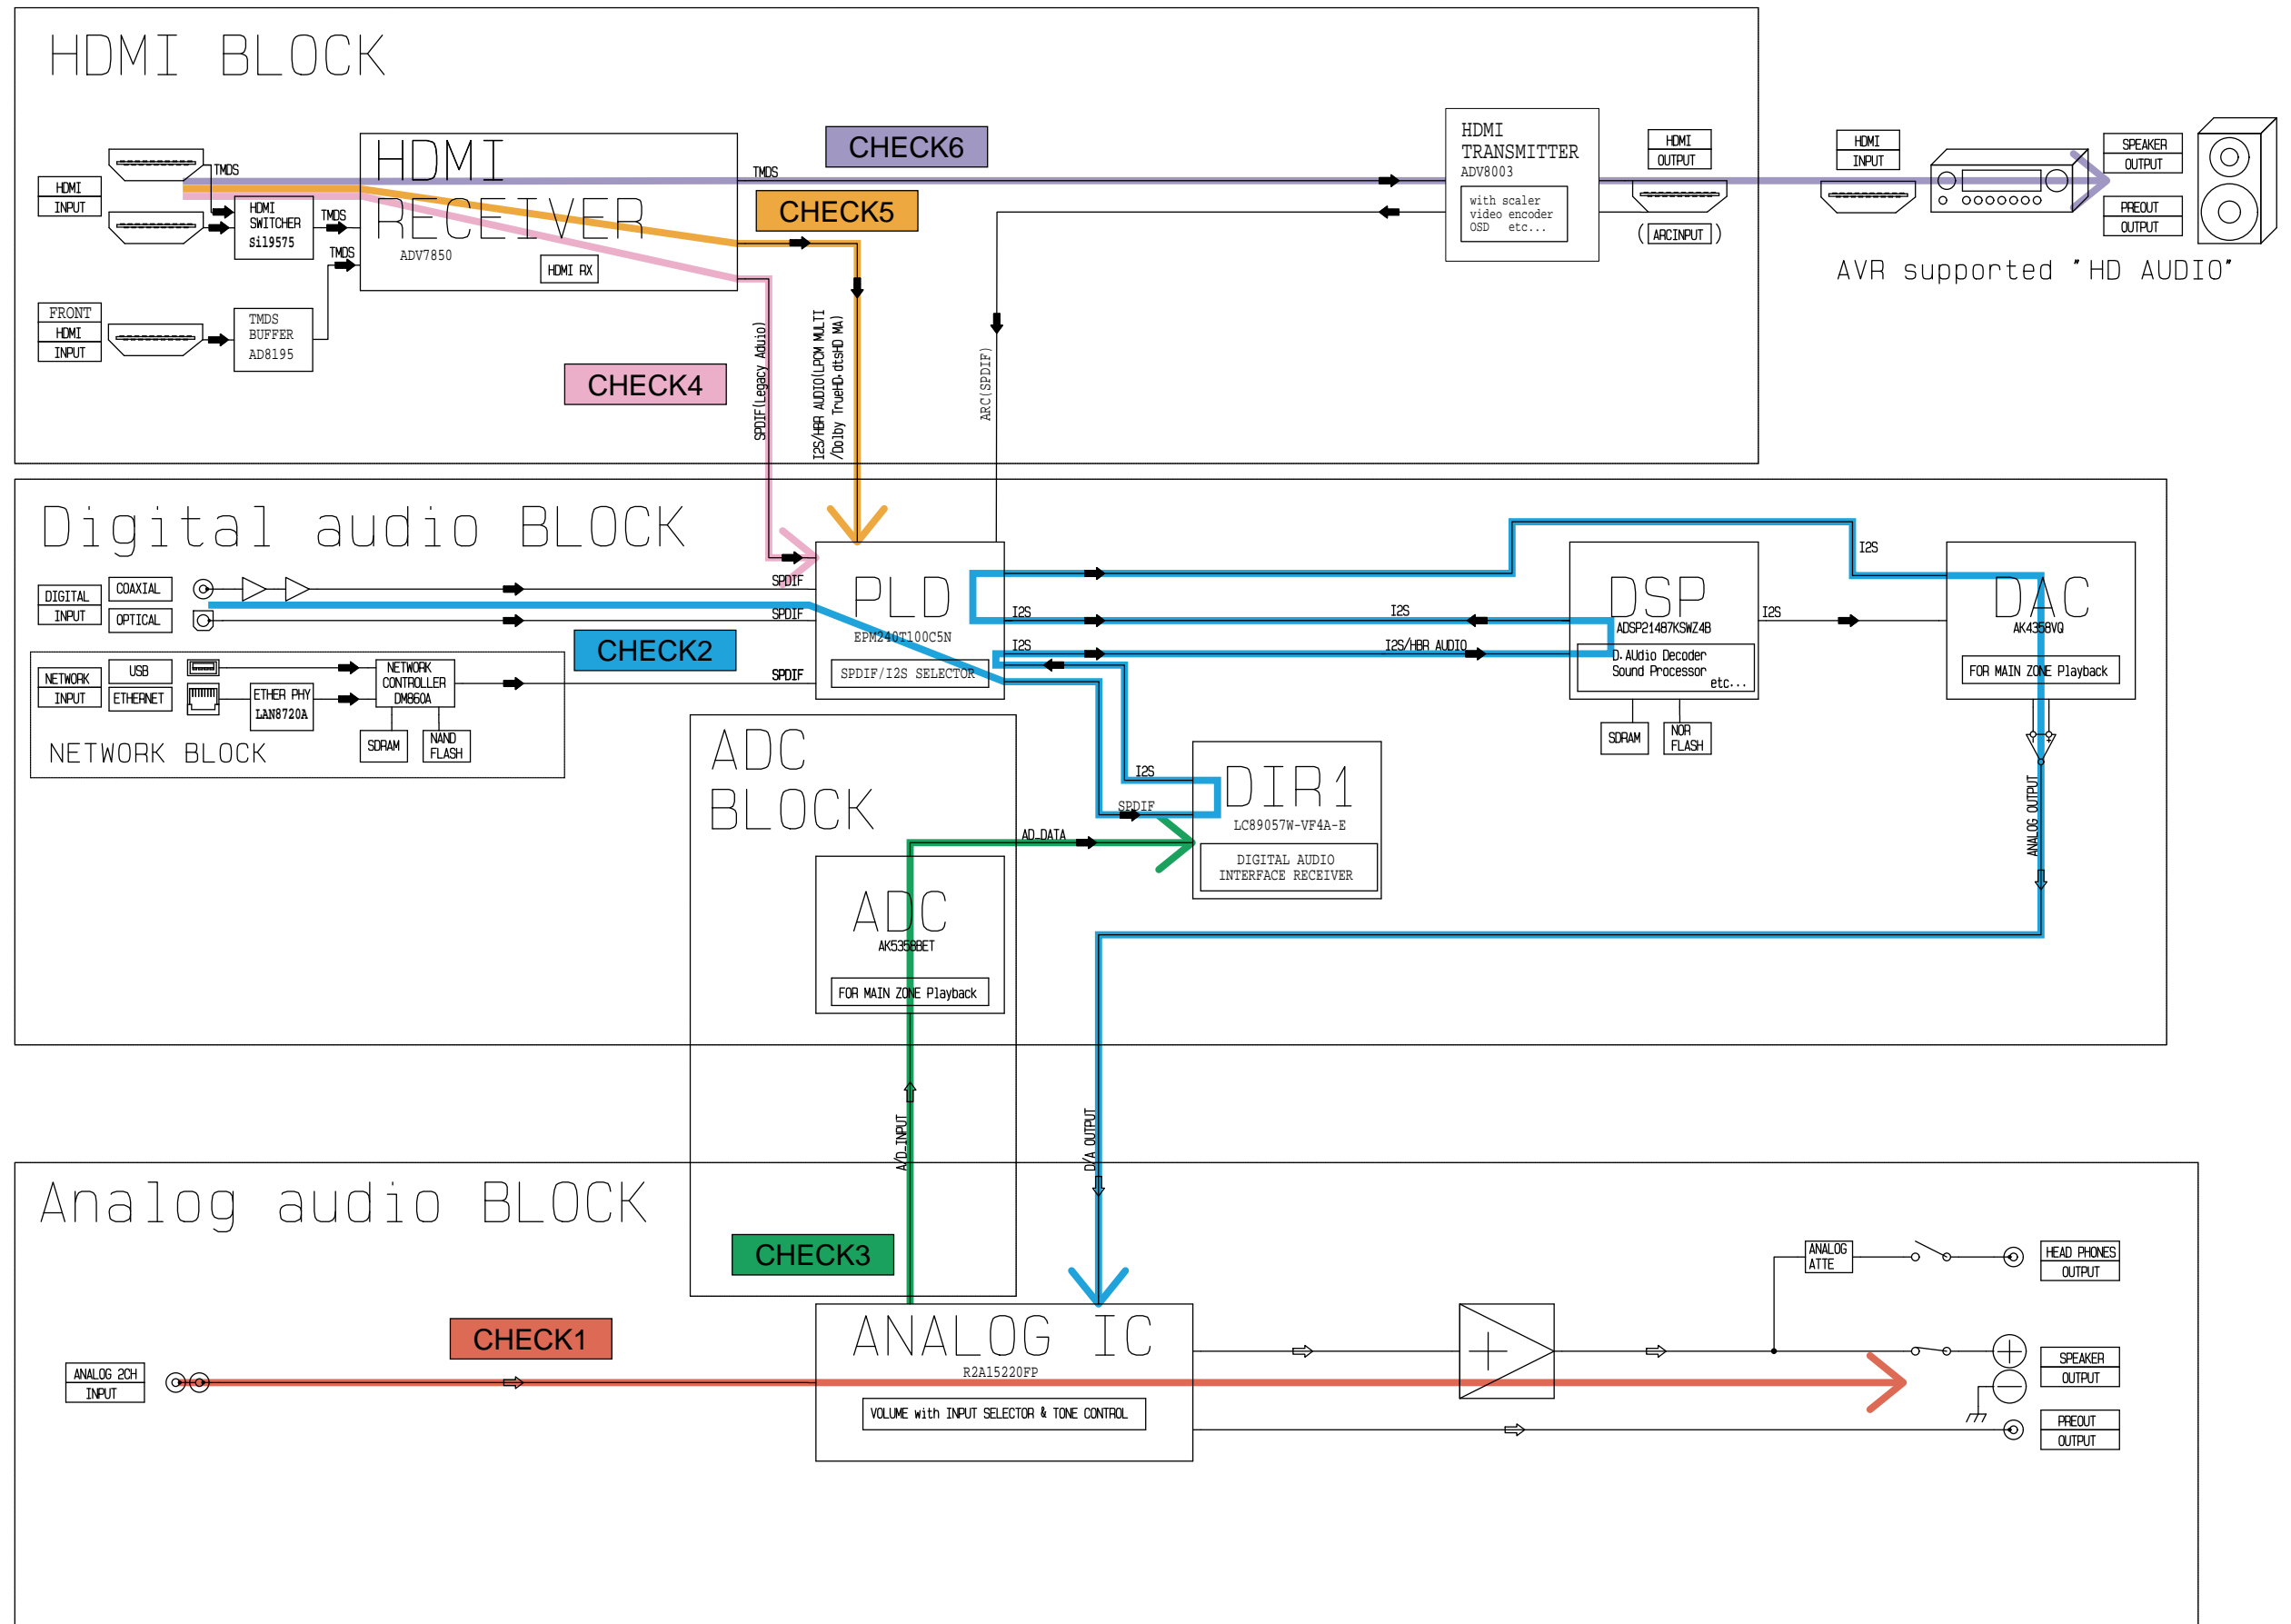 HDMI BLOCK
HDMI
INPUT
TMDS
HDMI
SWITCHER
Sil9575
TMDS
TMDS
HDMI
RECEIVER
ADV7850
HDMI RX
FRONT
HDMI
INPUT
TMDS
BUFFER
AD8195
CHECK6
TMDS
CHECK5
CHECK4
SPDIF(Legacy Aduio)
I2S/HBR AUDIO(LPCM MULTI
/Dolby TrueHD,dtsHD MA)
ARC(SPDIF)
HDMI
TRANSMITTER
ADV8003
with scaler
video encoder
OSD etc...
HDMI
OUTPUT
(ARCINPUT)
HDMI
INPUT
SPEAKER
OUTPUT
PREOUT
OUTPUT
AVR supported "HD AUDIO"
Digital audio BLOCK
DIGITAL
INPUT
COAXIAL
OPTICAL
SPDIF
SPDIF
CHECK2
NETWORK
INPUT
USB
ETHERNET
ETHER PHY
LAN8720A
NETWORK
CONTROLLER
DM860A
SDRAM
NAND
FLASH
SPDIF
NETWORK BLOCK
PLD
EPM240T100C5N
SPDIF/I2S SELECTOR
I2S
I2S
I2S
I2S/HBR AUDIO
DSP
ADSP21487KSWZ4B
D.AUdio Decoder
Sound Processor
etc...
SDRAM
NOR
FLASH
I2S
I2S
DAC
AK4358VQ
FOR MAIN ZONE Playback
- +
ANALOG OUTPUT
ADC
BLOCK
I2S
SPDIF
DIR1
LC89057W-VF4A-E
DIGITAL AUDIO
INTERFACE RECEIVER
AD_DATA
ADC
AK5358BET
FOR MAIN ZONE Playback
A/D_INPUT
D/A OUTPUT
Analog audio BLOCK
CHECK3
CHECK1
ANALOG 2CH
INPUT
ANALOG IC
R2A15220FP
VOLUME with INPUT SELECTOR & TONE CONTROL
ANALOG
ATTE
HEAD PHONES
OUTPUT
SPEAKER
OUTPUT
PREOUT
OUTPUT